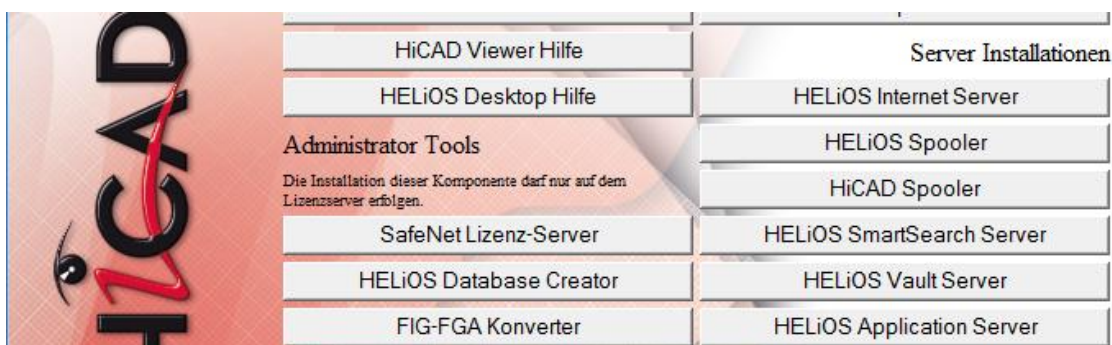 HiCAD
HiCAD Viewer Hilfe
HELiOS Desktop Hilfe
Administrator Tools
Die Installation dieser Komponente darf nur auf dem
Lizenzserver erfolgen.
SafeNet Lizenz-Server
HELiOS Database Creator
FIG-FGA Konverter
Server Installationen
HELiOS Internet Server
HELiOS Spooler
HiCAD Spooler
HELiOS SmartSearch Server
HELiOS Vault Server
HELiOS Application Server